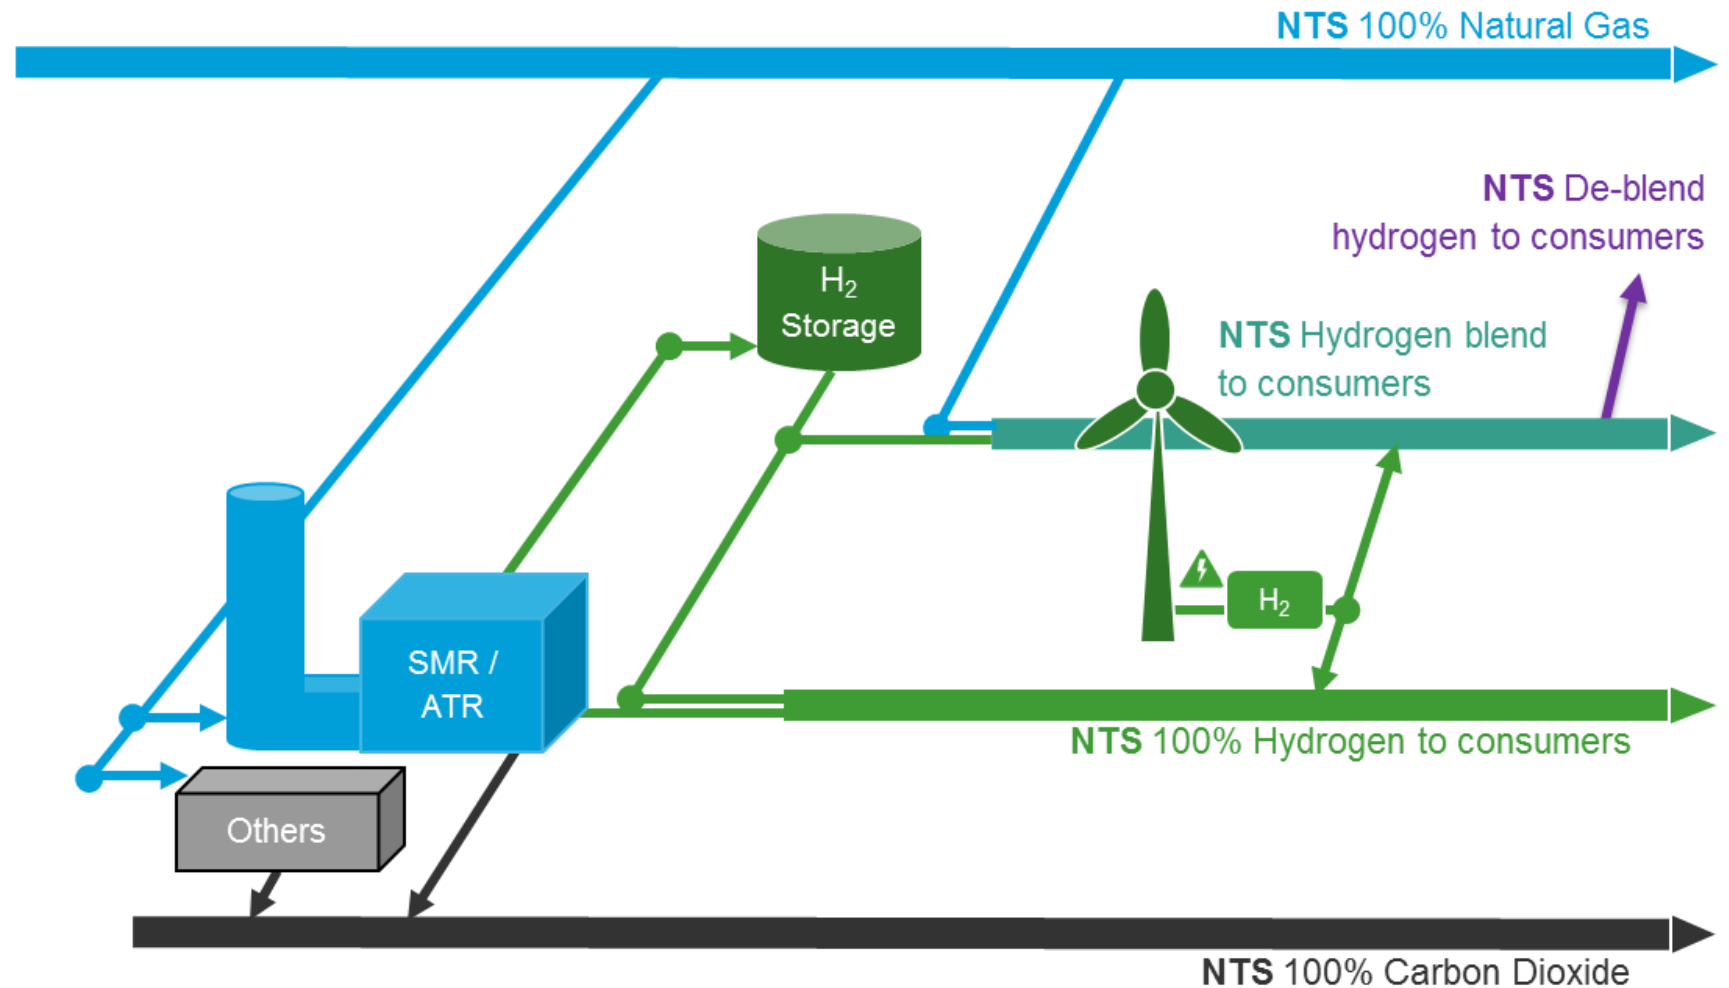 NTS 100% Natural Gas
NTS De-blend
hydrogen to consumers
H₂
Storage
NTS Hydrogen blend
to consumers
H₂
SMR /
ATR
NTS 100% Hydrogen to consumers
Others
NTS 100% Carbon Dioxide